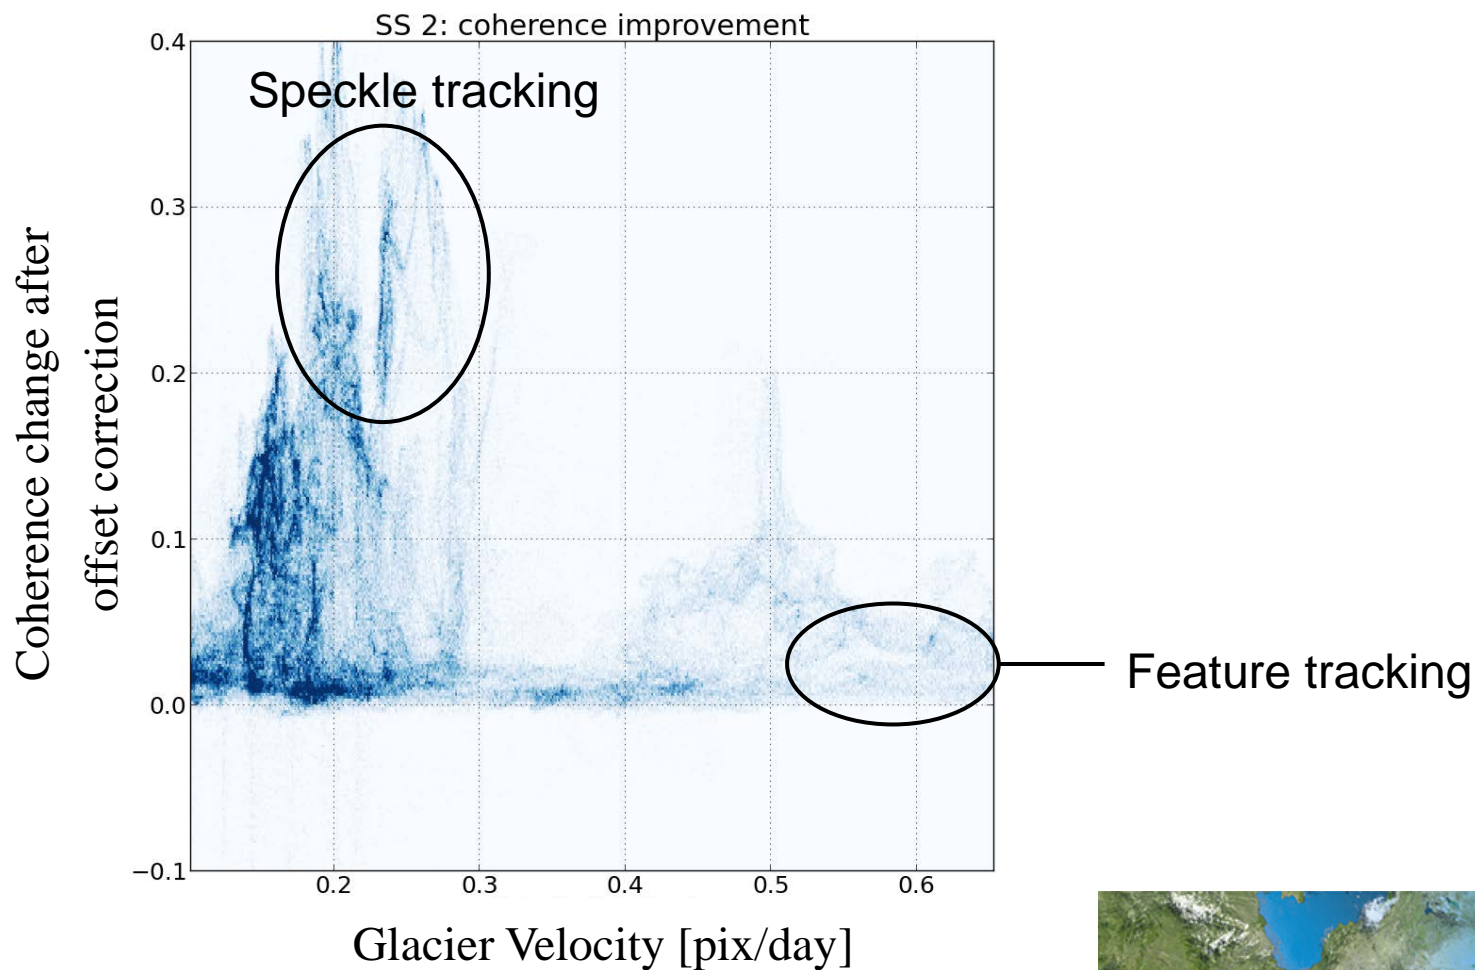 SS 2: coherence improvement
Speckle tracking
0.4
0.3
0.2
0.1
0.0
−0.1
Coherence change after
offset correction
Feature tracking
0.2 0.3 0.4 0.5 0.6
Glacier Velocity [pix/day]